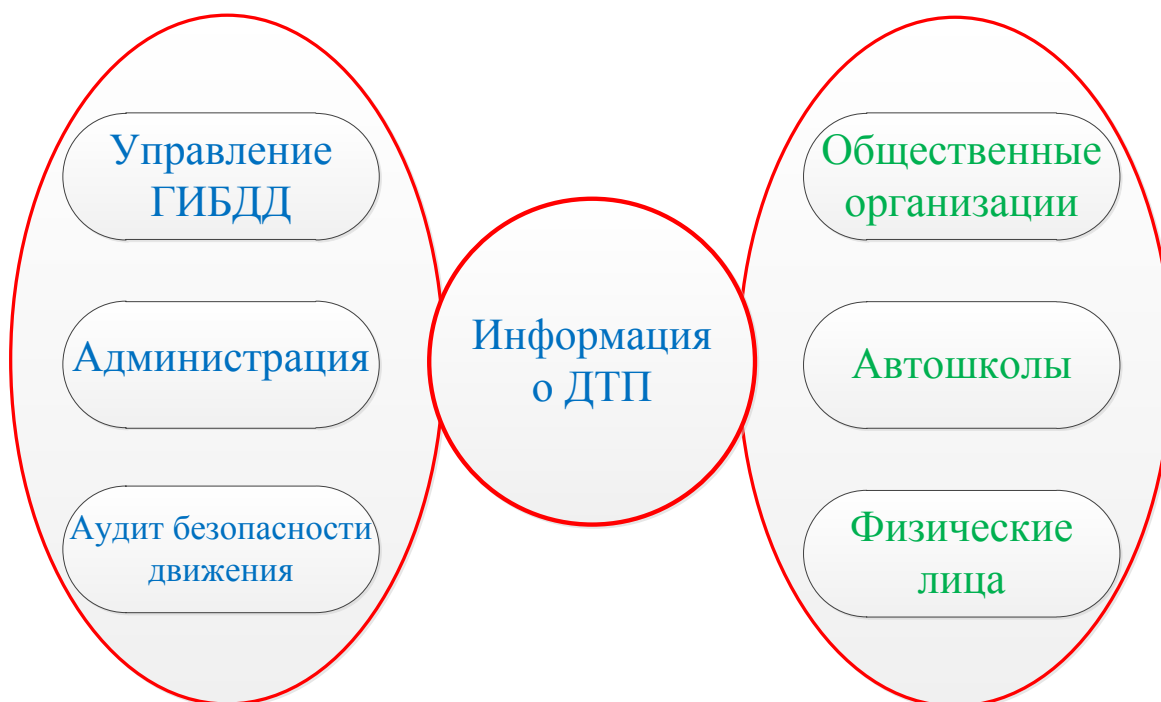 Управление
ГИБДД
Администрация
Аудит безопасности
движения
Информация
о ДТП
Общественные
организации
Автошколы
Физические
лица